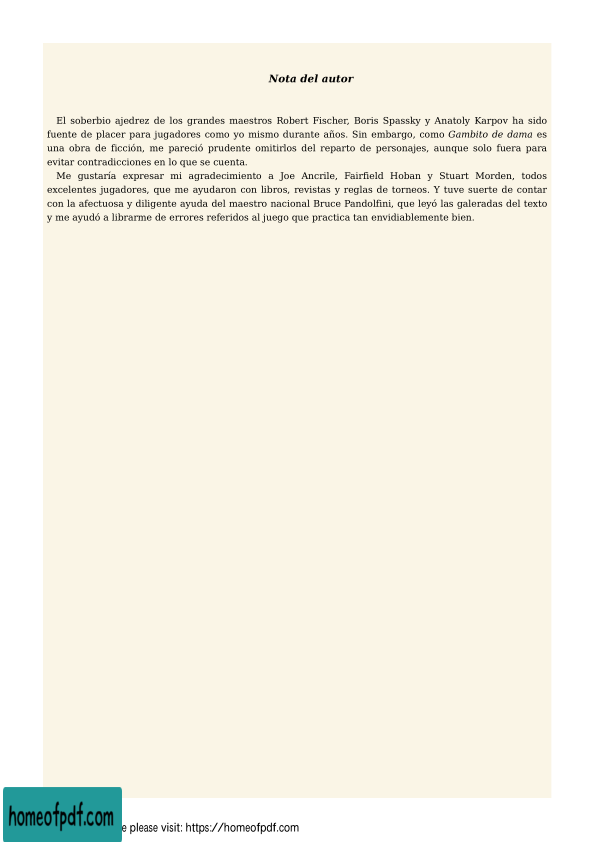 Nota del autor
El soberbio ajedrez de los grandes maestros Robert Fischer, Boris Spassky y Anatoly Karpov ha sido
fuente de placer para jugadores como yo mismo durante años. Sin embargo, como Gambito de dama es
una obra de ficción, me pareció prudente omitirlos del reparto de personajes, aunque solo fuera para
evitar contradicciones en lo que se cuenta.
Me gustaría expresar mi agradecimiento a Joe Ancrile, Fairfield Hoban y Stuart Morden, todos
excelentes jugadores, que me ayudaron con libros, revistas y reglas de torneos. Y tuve suerte de contar
con la afectuosa y diligente ayuda del maestro nacional Bruce Pandolfini, que leyó las galeradas del texto
y me ayudó a librarme de errores referidos al juego que practica tan envidiablemente bien.
homeofpdf.com
e please visit: https://homeofpdf.com